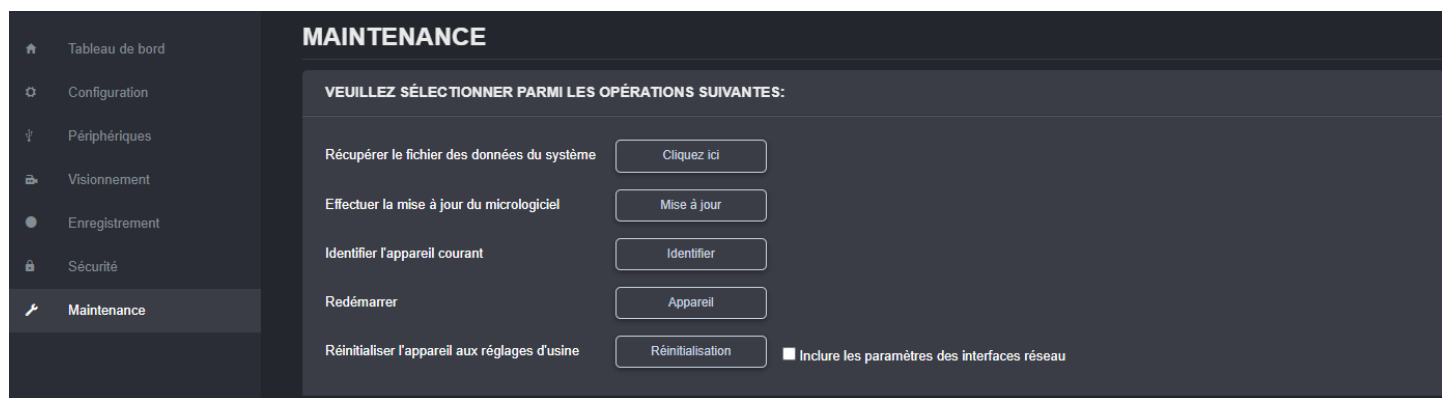 MAINTENANCE
Tableau de bord
Configuration
Périphériques
Visionnement
Enregistrement
Sécurité
Maintenance
VEUILLEZ SÉLECTIONNER PARMI LES OPÉRATIONS SUIVANTES:
Récupérer le fichier des données du système Cliquez ici
Effectuer la mise à jour du micrologiciel Mise à jour
Identifier l'appareil courant Identifier
Redémarrer Appareil
Réinitialiser l'appareil aux réglages d'usine Réinitialisation Inclure les paramètres des interfaces réseau